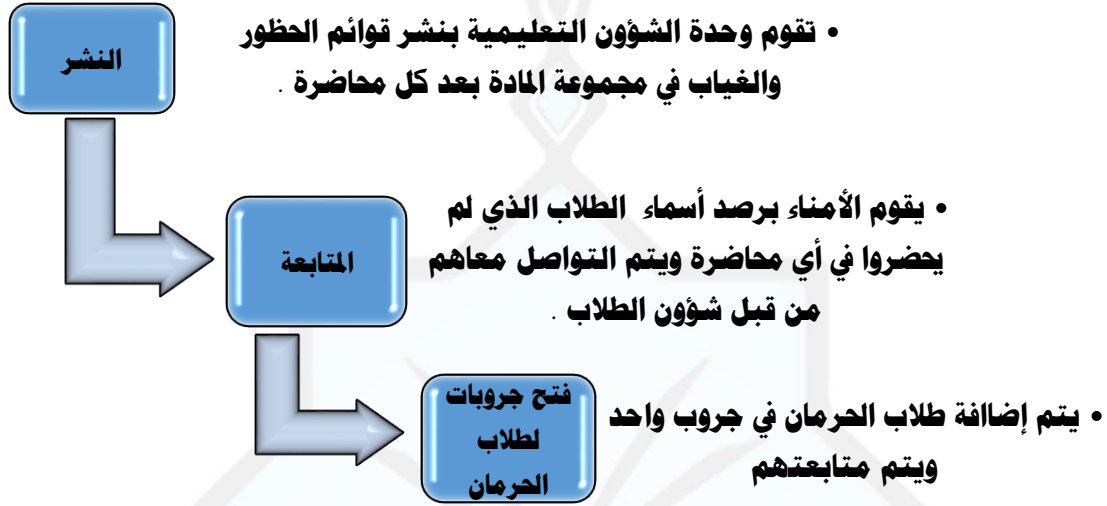 النشر
• تقوم وحدة الشؤون التعليمية بنشر قوائم الحظور
والغياب في مجموعة المادة بعد كل محاضرة .
المتابعة
• يقوم الأمناء برصد أسماء الطلاب الذي لم
يحضروا في أي محاضرة ويتم التواصل معاهم
من قبل شؤون الطلاب .
فتح جروبات
لطلاب
الحرمان
• يتم إضاافة طلاب الحرمان في جروب واحد
ويتم متابعتهم